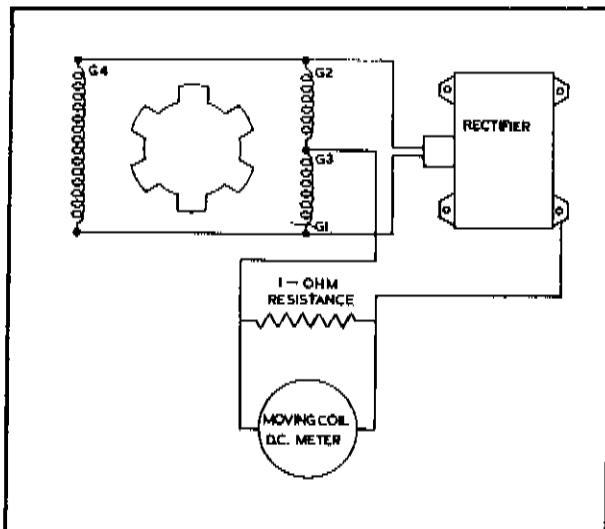 G4
G2
RECTIFIER
G3
G1
1-OHM
RESISTANCE
MOVING COIL
D.C. METER